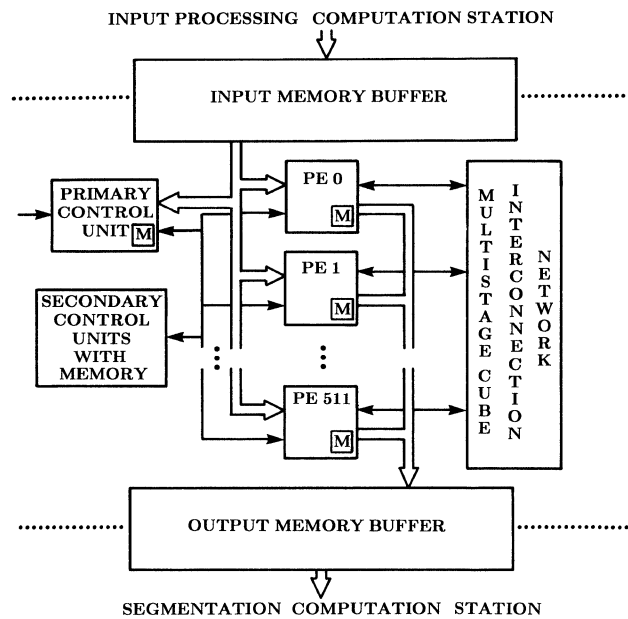 INPUT PROCESSING COMPUTATION STATION
INPUT MEMORY BUFFER
PRIMARY
CONTROL
UNIT M
SECONDARY
CONTROL
UNITS
WITH
MEMORY
PE 0
M
PE 1
M
PE 511
M
MULTISTAGE CUBE
INTERCONNECTION
NETWORK
OUTPUT MEMORY BUFFER
SEGMENTATION COMPUTATION STATION